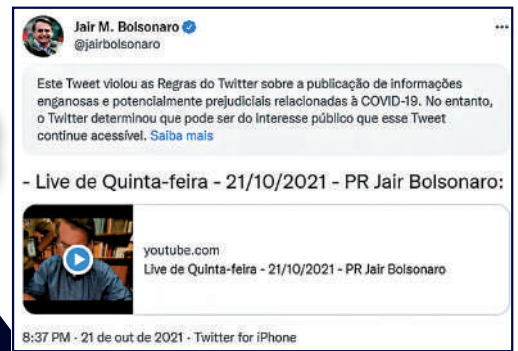 Jair M. Bolsonaro
@jairbolsonaro
Este Tweet violou as Regras do Twitter sobre a publicação de informações
enganosas e potencialmente prejudiciais relacionadas à COVID-19. No entanto,
o Twitter determinou que pode ser do interesse público que esse Tweet
continue acessível. Saiba mais
- Live de Quinta-feira - 21/10/2021 - PR Jair Bolsonaro:
youtube.com
Live de Quinta-feira - 21/10/2021 - PR Jair Bolsonaro
8:37 PM · 21 de out de 2021 · Twitter for iPhone